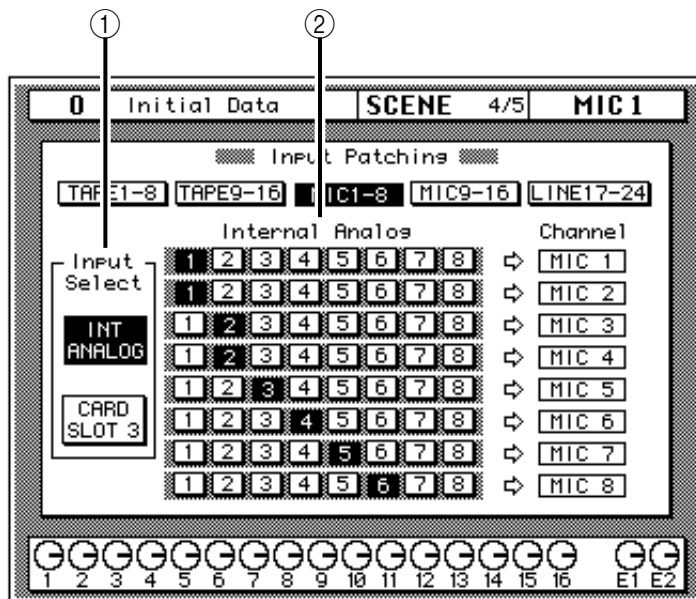 ① ②
0 Initial Data SCENE 4/5 MIC 1
Input Patching
TAPE1-8 TAPE9-16 MIC1-8 MIC9-16 LINE17-24
Internal Analog Channel
Input Select
INT ANALOG
CARD SLOT 3
1 2 3 4 5 6 7 8 ⇨ MIC 1
1 2 3 4 5 6 7 8 ⇨ MIC 2
1 2 3 4 5 6 7 8 ⇨ MIC 3
1 2 3 4 5 6 7 8 ⇨ MIC 4
1 2 3 4 5 6 7 8 ⇨ MIC 5
1 2 3 4 5 6 7 8 ⇨ MIC 6
1 2 3 4 5 6 7 8 ⇨ MIC 7
1 2 3 4 5 6 7 8 ⇨ MIC 8
1 2 3 4 5 6 7 8 9 10 11 12 13 14 15 16 E1 E2